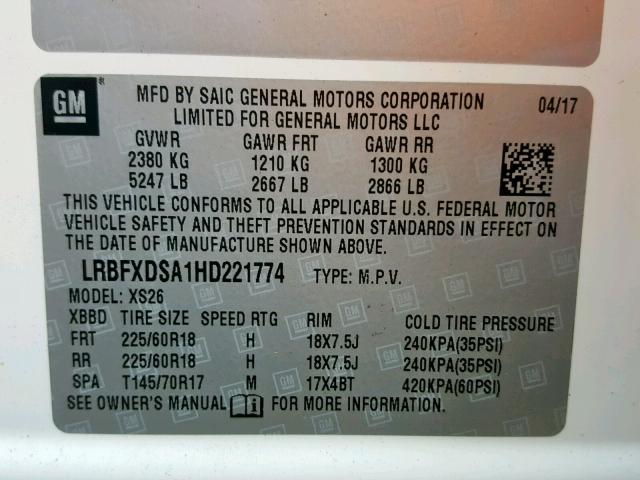 GM ®
MFD BY SAIC GENERAL MOTORS CORPORATION 04/17
LIMITED FOR GENERAL MOTORS LLC
GVWR GAWR FRT GAWR RR
2380 KG 1210 KG 1300 KG
5247 LB 2667 LB 2866 LB
THIS VEHICLE CONFORMS TO ALL APPLICABLE U.S. FEDERAL MOTOR
VEHICLE SAFETY AND THEFT PREVENTION STANDARDS IN EFFECT ON
THE DATE OF MANUFACTURE SHOWN ABOVE.
LRBFXDSA1HD221774 TYPE: M.P.V.
MODEL: XS26
XBBD TIRE SIZE SPEED RTG RIM COLD TIRE PRESSURE
FRT 225/60R18 H 18X7.5J 240KPA(35PSI)
RR 225/60R18 H 18X7.5J 240KPA(35PSI)
SPA T145/70R17 M 17X4BT 420KPA(60PSI)
SEE OWNER'S MANUAL FOR MORE INFORMATION.